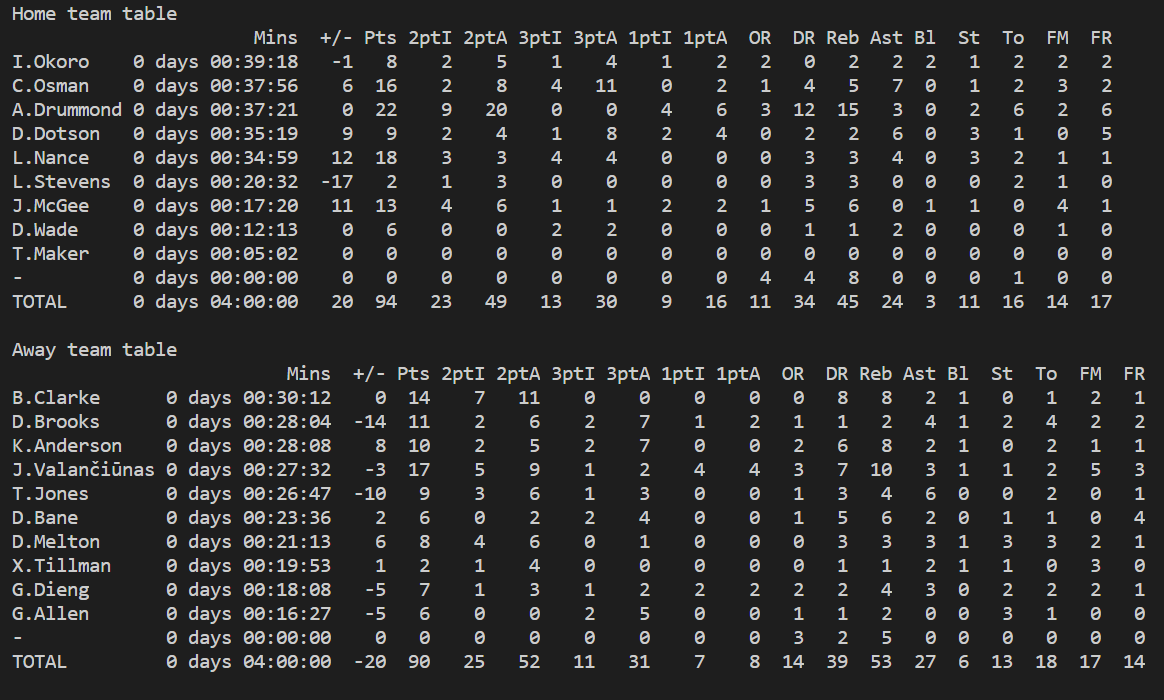 Home team table
Mins +/- Pts 2ptI 2ptA 3ptI 3ptA 1ptI 1ptA OR DR Reb Ast Bl St To FM FR
I.Okoro 0 days 00:39:18 -1 8 2 5 1 4 1 2 2 0 2 2 2 1 2 2 2
C.Osman 0 days 00:37:56 6 16 2 8 4 11 0 2 1 4 5 7 0 1 2 3 2
A.Drummond 0 days 00:37:21 0 22 9 20 0 0 4 6 3 12 15 3 0 2 6 2 6
D.Dotson 0 days 00:35:19 9 9 2 4 1 8 2 4 0 2 2 6 0 3 1 0 5
L.Nance 0 days 00:34:59 12 18 3 3 4 4 0 0 0 3 3 4 0 3 2 1 1
L.Stevens 0 days 00:20:32 -17 2 1 3 0 0 0 0 0 3 3 0 0 0 2 1 0
J.McGee 0 days 00:17:20 11 13 4 6 1 1 2 2 1 5 6 0 1 1 0 4 1
D.Wade 0 days 00:12:13 0 6 0 0 2 2 0 0 0 1 1 2 0 0 0 1 0
T.Maker 0 days 00:05:02 0 0 0 0 0 0 0 0 0 0 0 0 0 0 0 0 0
- 0 days 00:00:00 0 0 0 0 0 0 0 0 4 4 8 0 0 0 1 0 0
TOTAL 0 days 04:00:00 20 94 23 49 13 30 9 16 11 34 45 24 3 11 16 14 17
Away team table
Mins +/- Pts 2ptI 2ptA 3ptI 3ptA 1ptI 1ptA OR DR Reb Ast Bl St To FM FR
B.Clarke 0 days 00:30:12 0 14 7 11 0 0 0 0 0 8 8 2 1 0 1 2 1
D.Brooks 0 days 00:28:04 -14 11 2 6 2 7 1 2 1 1 2 4 1 2 4 2 2
K.Anderson 0 days 00:28:08 8 10 2 5 2 7 0 0 2 6 8 2 1 0 2 1 1
J.Valančiūnas 0 days 00:27:32 -3 17 5 9 1 2 4 4 3 7 10 3 1 1 2 5 3
T.Jones 0 days 00:26:47 -10 9 3 6 1 3 0 0 1 3 4 6 0 0 2 0 1
D.Bane 0 days 00:23:36 2 6 0 2 2 4 0 0 1 5 6 2 0 1 1 0 4
D.Melton 0 days 00:21:13 6 8 4 6 0 1 0 0 0 3 3 3 1 3 3 2 1
X.Tillman 0 days 00:19:53 1 2 1 4 0 0 0 0 0 1 1 2 1 1 0 3 0
G.Dieng 0 days 00:18:08 -5 7 1 3 1 2 2 2 2 2 4 3 0 2 2 2 1
G.Allen 0 days 00:16:27 -5 6 0 0 2 5 0 0 1 1 2 0 0 3 1 0 0
- 0 days 00:00:00 0 0 0 0 0 0 0 0 3 2 5 0 0 0 0 0 0
TOTAL 0 days 04:00:00 -20 90 25 52 11 31 7 8 14 39 53 27 6 13 18 17 14